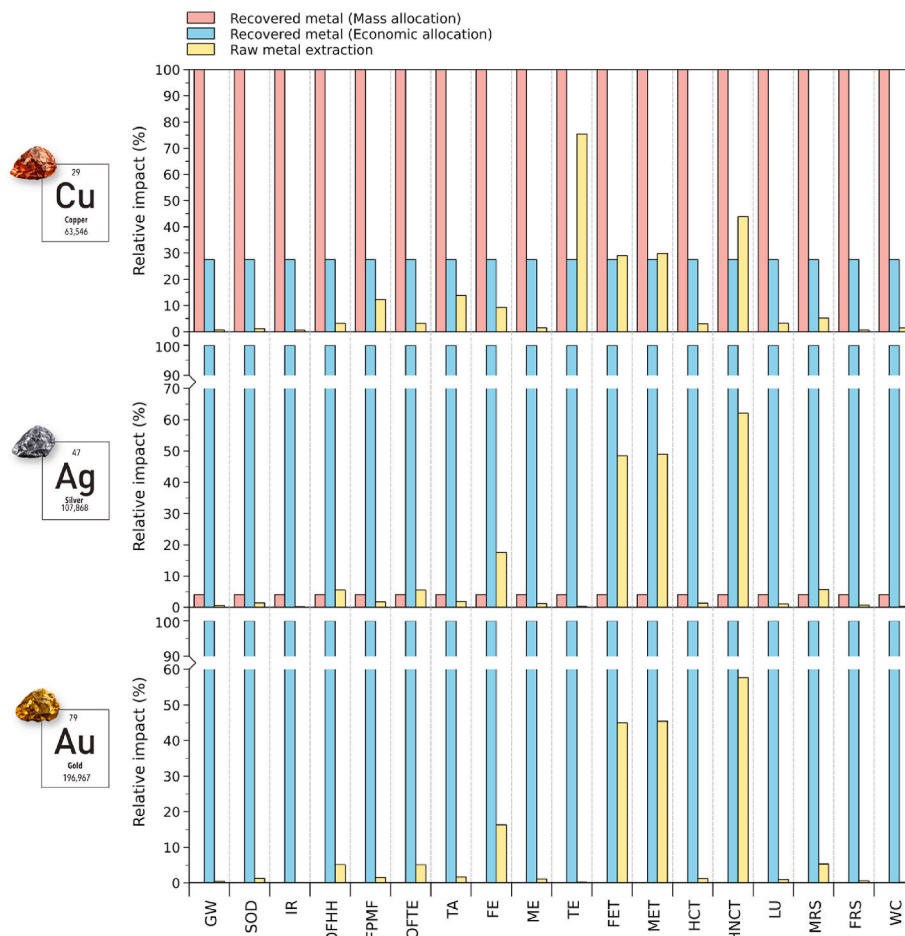 Recovered metal (Mass allocation)
Recovered metal (Economic allocation)
Raw metal extraction
100
90
80
70
60
50
40
30
20
10
0
Relative impact (%)
29
Cu
Copper
63,546
100
90
70
60
50
40
30
20
10
0
Relative impact (%)
47
Ag
Silver
107,868
100
90
60
50
40
30
20
10
0
Relative impact (%)
79
Au
Gold
196,967
GW
SOD
IR
OFHH
FPMF
OFTE
TA
FE
ME
TE
FET
MET
HCT
HNCT
LU
MRS
FRS
WC